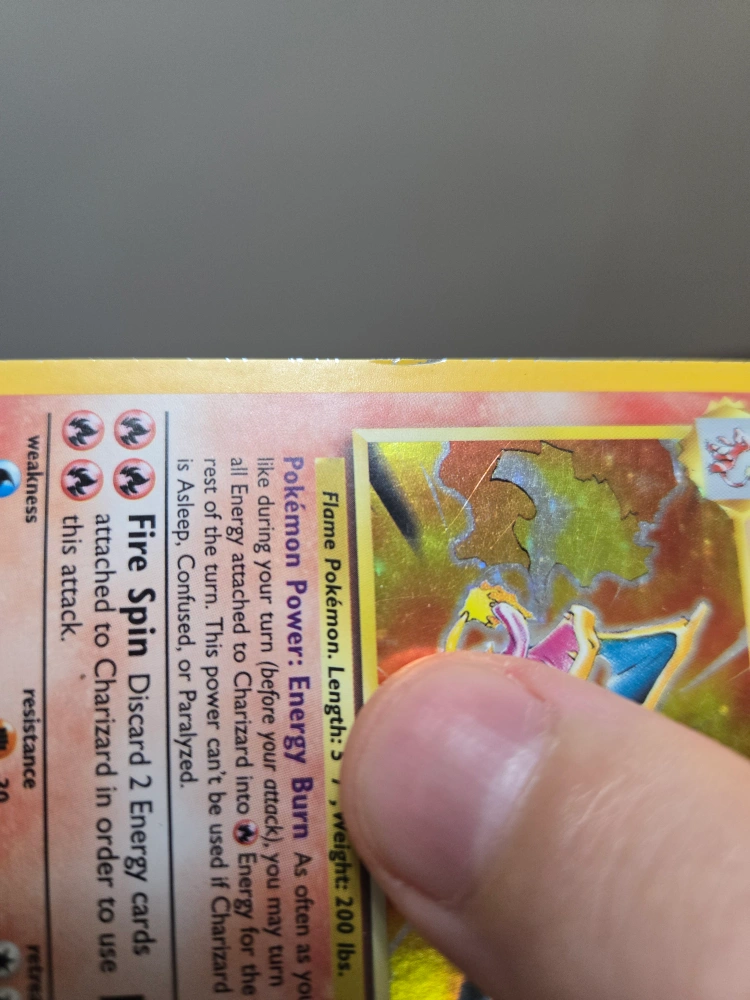 Flame Pokémon. Length: 5' 7", Weight: 200 lbs.
Pokémon Power: Energy Burn As often as you
like during your turn (before your attack), you may turn
all Energy attached to Charizard into Energy for the
rest of the turn. This power can't be used if Charizard
is Asleep, Confused, or Paralyzed.
Fire Spin Discard 2 Energy cards
attached to Charizard in order to use
this attack.
weakness
resistance